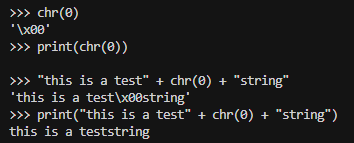 >>> chr(0)
'\x00'
>>> print(chr(0))
>>> "this is a test" + chr(0) + "string"
'this is a test\x00string'
>>> print("this is a test" + chr(0) + "string")
this is a teststring